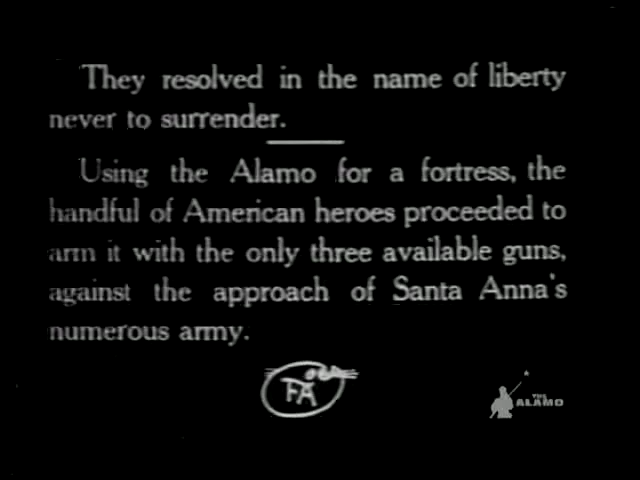 They resolved in the name of liberty
never to surrender.
Using the Alamo for a fortress, the
handful of American heroes proceeded to
arm it with the only three available guns,
against the approach of Santa Anna's
numerous army.
FA
THE
ALAMO